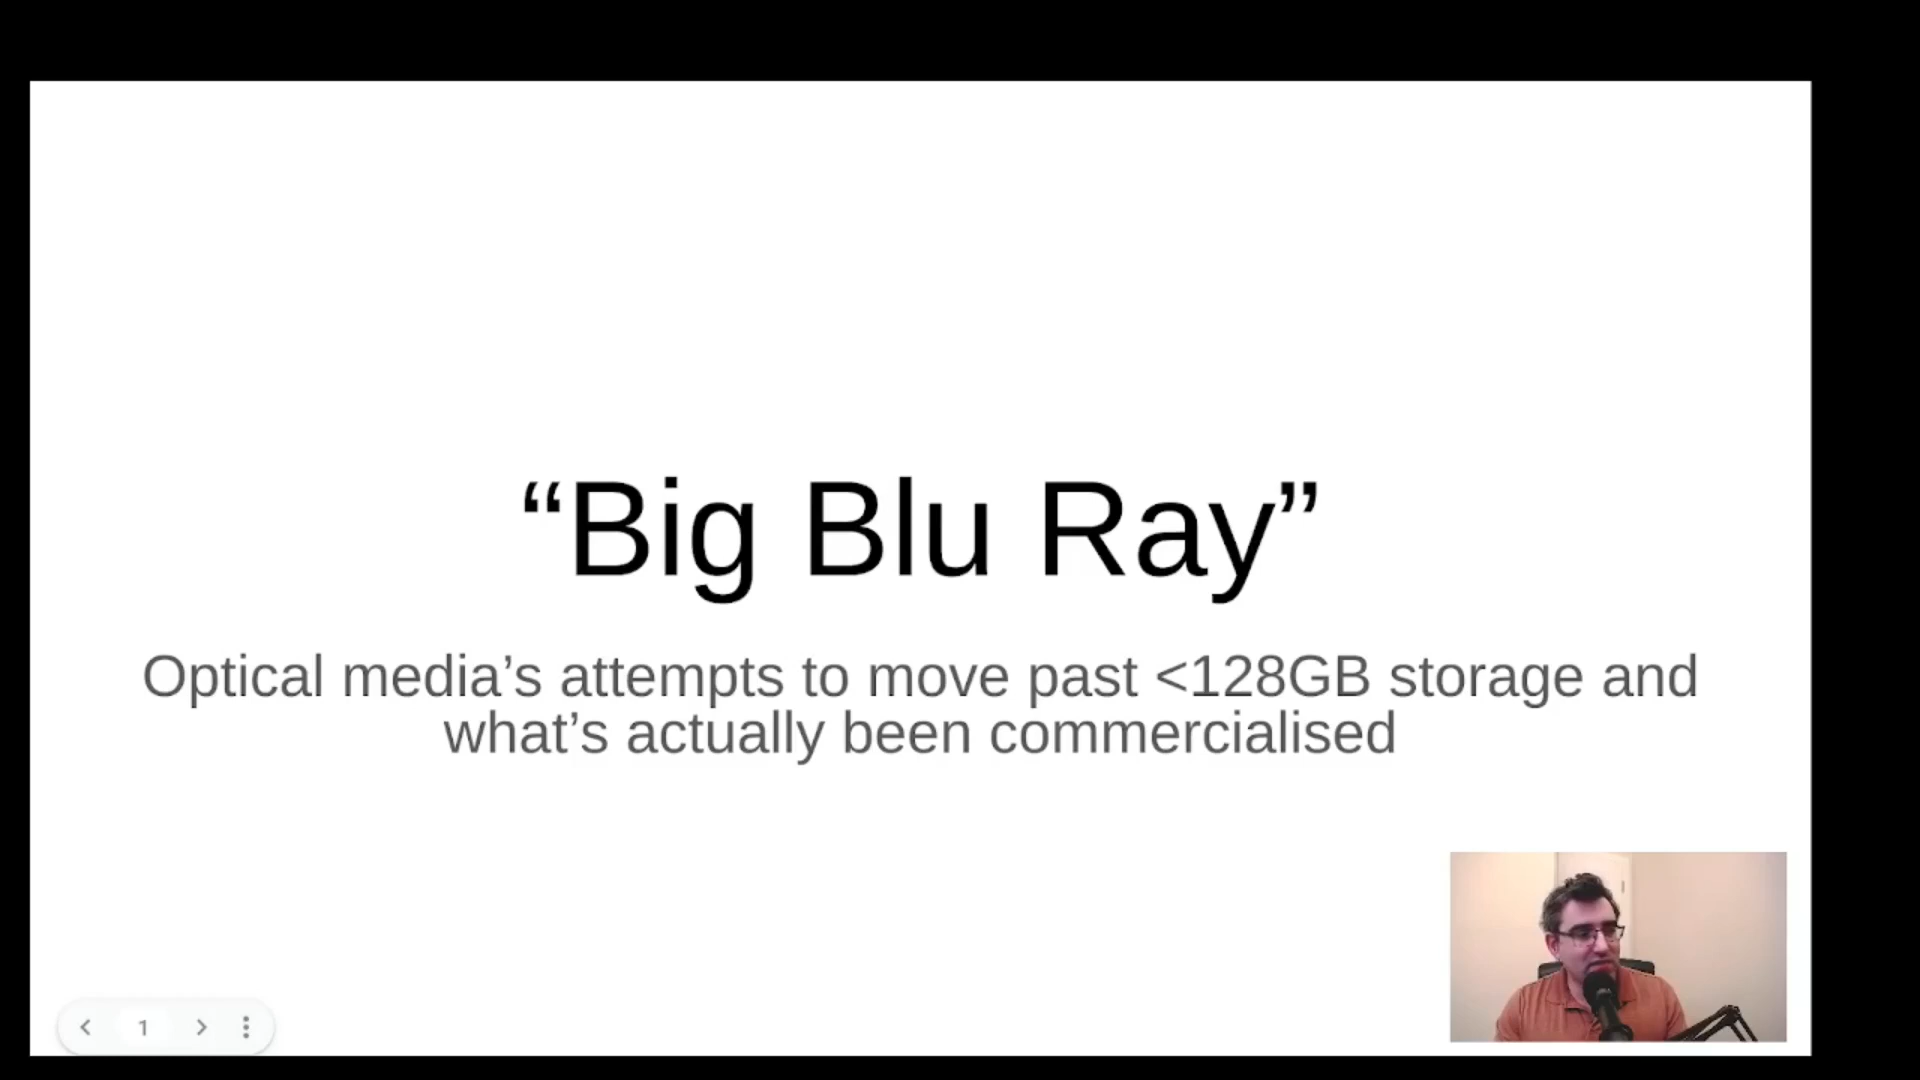 “Big Blu Ray”
Optical media’s attempts to move past <128GB storage and
what’s actually been commercialised
1